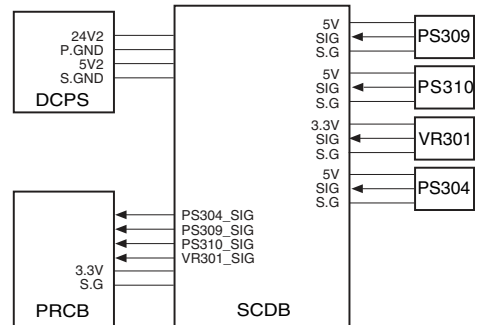 24V2
P.GND
5V2
S.GND
DCPS
5V
SIG
S.G
PS309
5V
SIG
S.G
PS310
3.3V
SIG
S.G
VR301
5V
SIG
S.G
PS304
PS304_SIG
PS309_SIG
PS310_SIG
VR301_SIG
3.3V
S.G
PRCB
SCDB